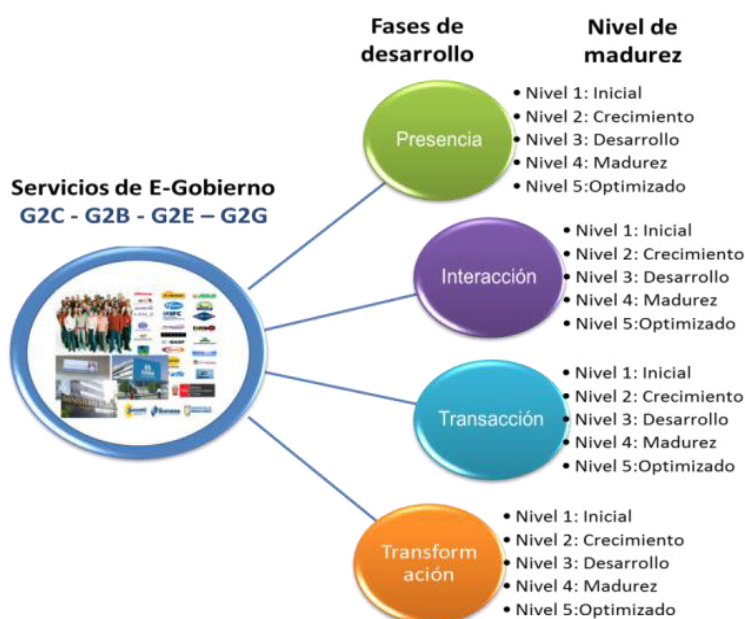 Fases de
desarrollo
Nivel de
madurez
Servicios de E-Gobierno
G2C - G2B - G2E – G2G
Presencia
• Nivel 1: Inicial
• Nivel 2: Crecimiento
• Nivel 3: Desarrollo
• Nivel 4: Madurez
• Nivel 5:Optimizado
Interacción
• Nivel 1: Inicial
• Nivel 2: Crecimiento
• Nivel 3: Desarrollo
• Nivel 4: Madurez
• Nivel 5:Optimizado
Transacción
• Nivel 1: Inicial
• Nivel 2: Crecimiento
• Nivel 3: Desarrollo
• Nivel 4: Madurez
• Nivel 5:Optimizado
Transform
ación
• Nivel 1: Inicial
• Nivel 2: Crecimiento
• Nivel 3: Desarrollo
• Nivel 4: Madurez
• Nivel 5:Optimizado